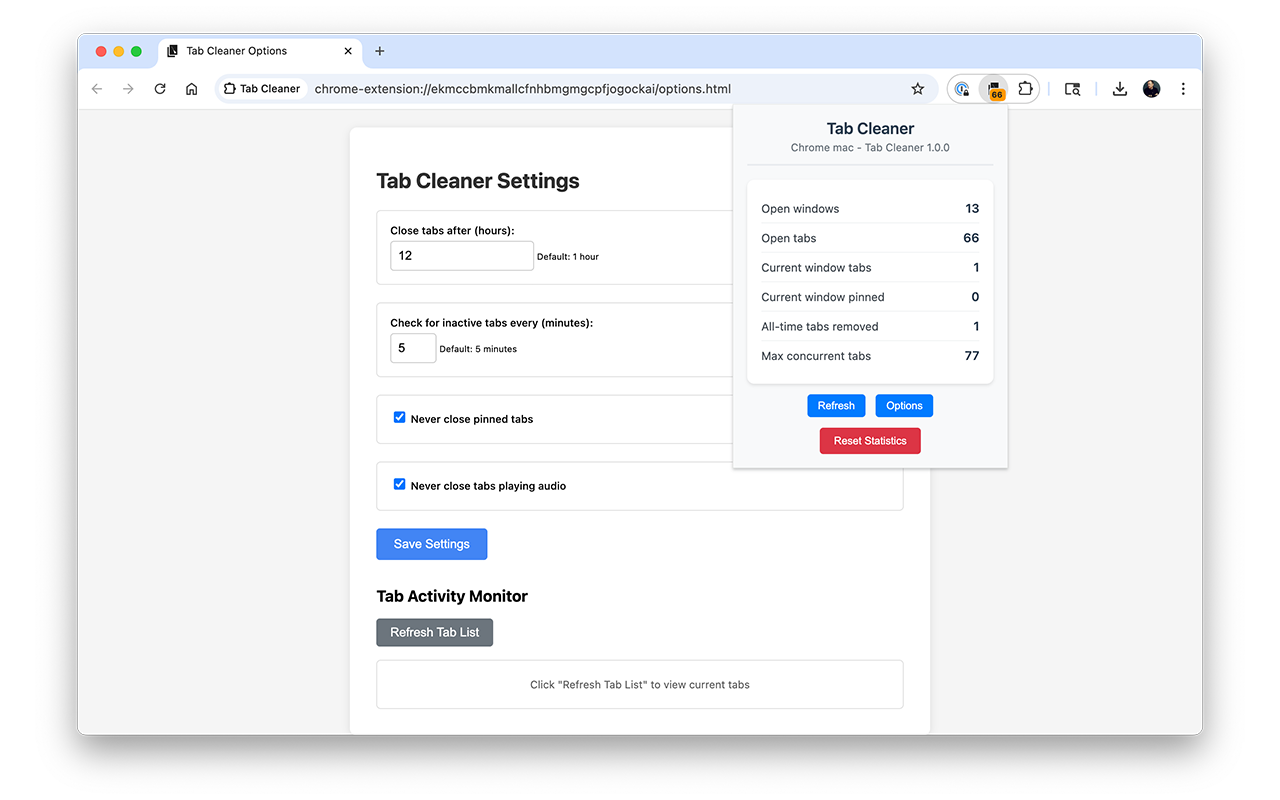 Tab Cleaner Options
Tab Cleaner
chrome-extension://ekmccbmkmallcfnhbmgmgcpfjogockai/options.html
66
Tab Cleaner Settings
Close tabs after (hours):
12
Default: 1 hour
Check for inactive tabs every (minutes):
5
Default: 5 minutes
Never close pinned tabs
Never close tabs playing audio
Save Settings
Tab Activity Monitor
Refresh Tab List
Click "Refresh Tab List" to view current tabs
Tab Cleaner
Chrome mac - Tab Cleaner 1.0.0
Open windows 13
Open tabs 66
Current window tabs 1
Current window pinned 0
All-time tabs removed 1
Max concurrent tabs 77
Refresh
Options
Reset Statistics